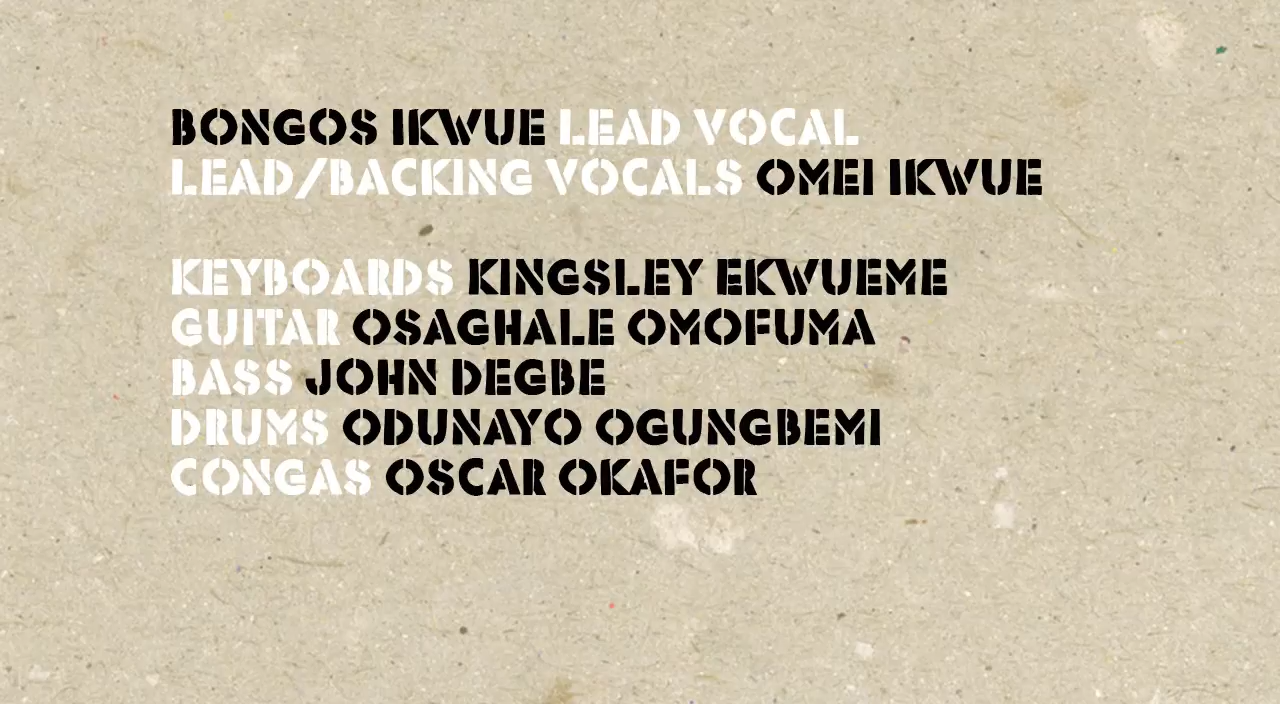 BONGOS IKWUE LEAD VOCAL
LEAD/BACKING VOCALS OMEI IKWUE
KEYBOARDS KINGSLEY EKWUEME
GUITAR OSAGHALE OMOFUMA
BASS JOHN DEGBE
DRUMS ODUNAYO OGUNGBEMI
CONGAS OSCAR OKAFOR